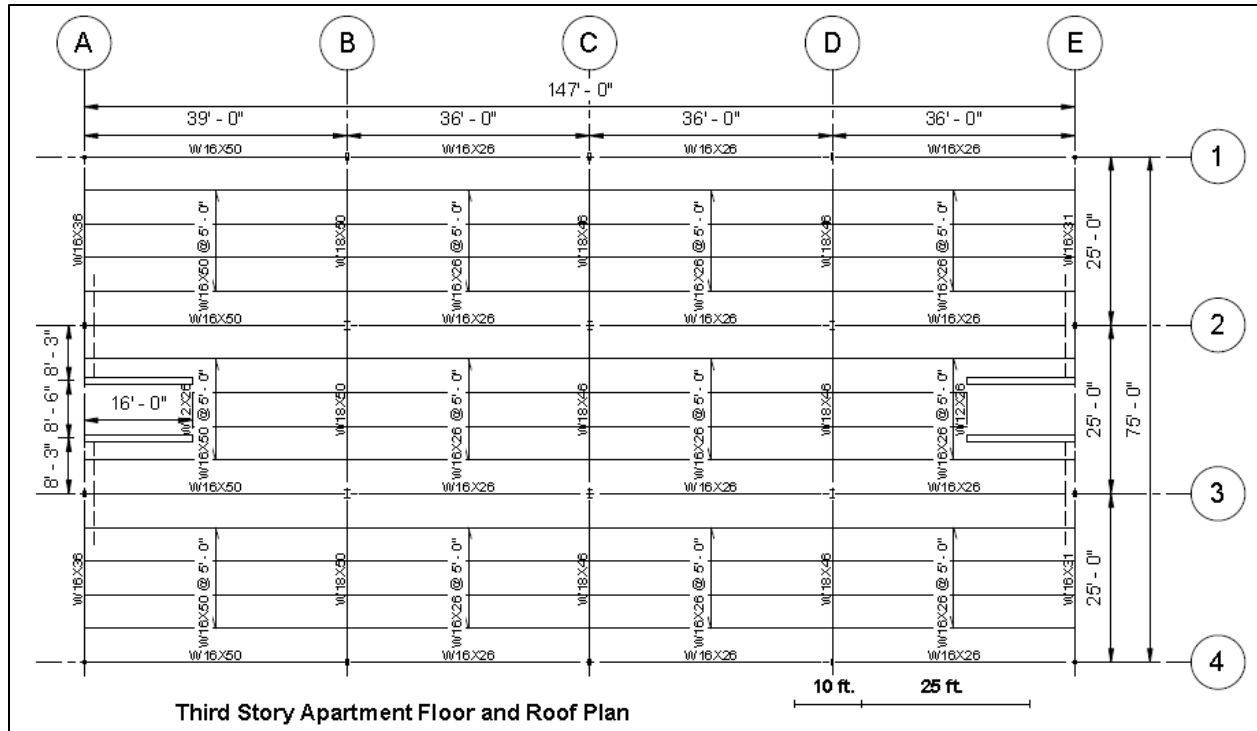 A B C D E
147' - 0"
39' - 0" 36' - 0" 36' - 0" 36' - 0"
W16X50 W16X26 W16X26 W16X26
1
W16X36 W16X50 @ 5' - 0" W18X50 W16X26 @ 5' - 0" W18X46 W16X26 @ 5' - 0" W18X46 W16X26 @ 5' - 0" W16X31 25' - 0"
W16X50 W16X26 W16X26 W16X26
2
8' - 3"
8' - 6" 16' - 0" W12X26 W16X50 @ 5' - 0" W18X50 W16X26 @ 5' - 0" W18X46 W16X26 @ 5' - 0" W18X46 W12X26 W16X26 @ 5' - 0" 25' - 0" 75' - 0"
8' - 3"
W16X50 W16X26 W16X26 W16X26
3
W16X36 W16X50 @ 5' - 0" W18X50 W16X26 @ 5' - 0" W18X46 W16X26 @ 5' - 0" W18X46 W16X26 @ 5' - 0" W16X31 25' - 0"
W16X50 W16X26 W16X26 W16X26
4
10 ft. 25 ft.
Third Story Apartment Floor and Roof Plan